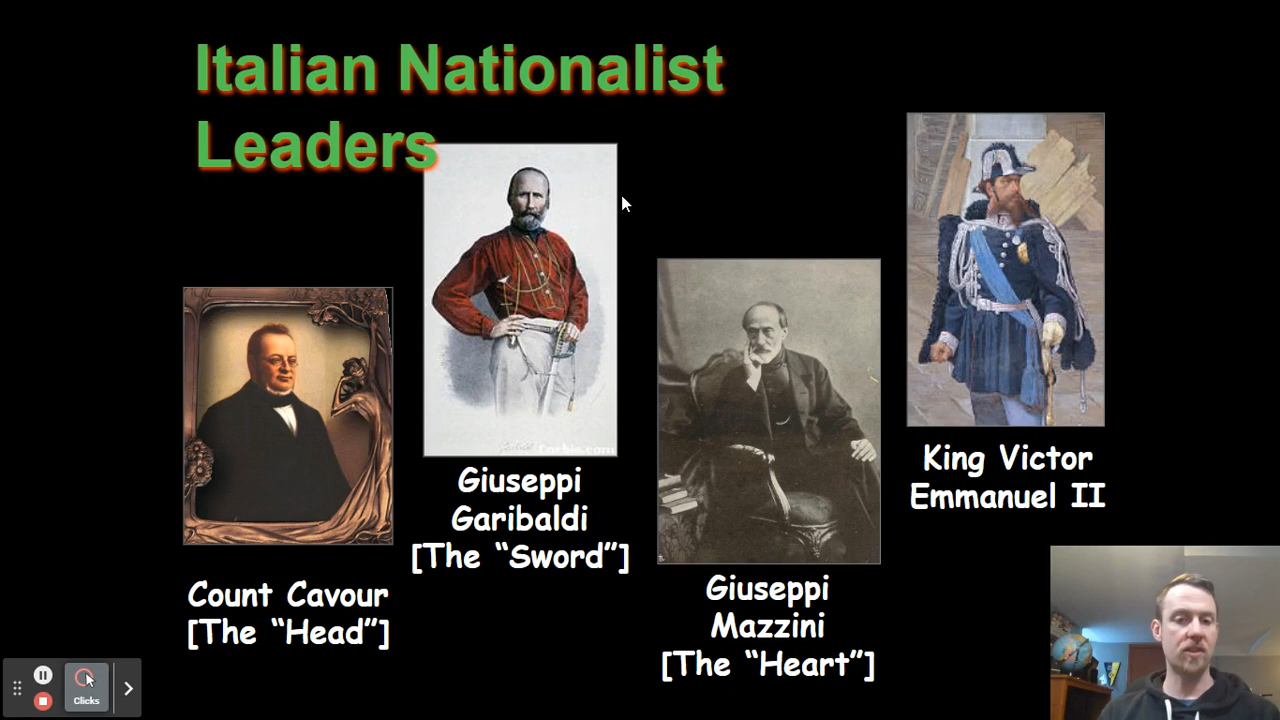 Italian Nationalist
Leaders
Count Cavour
[The “Head”]
Giuseppi
Garibaldi
[The “Sword”]
Giuseppi
Mazzini
[The “Heart”]
King Victor
Emmanuel II
Clicks